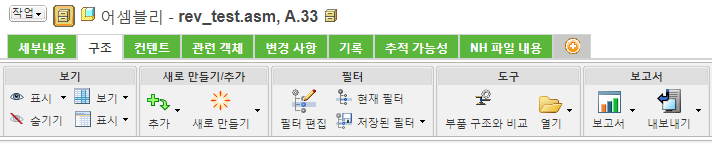 작업 어셈블리 - rev_test.asm, A.33
세부내용 구조 컨텐트 관련 객체 변경 사항 기록 추적 가능성 NH 파일 내용
보기 새로 만들기/추가 필터 도구 보고서
표시 보기 현재 필터
숨기기 표시 추가 새로 만들기 필터 편집 저장된 필터 부품 구조와 비교 열기 보고서 내보내기